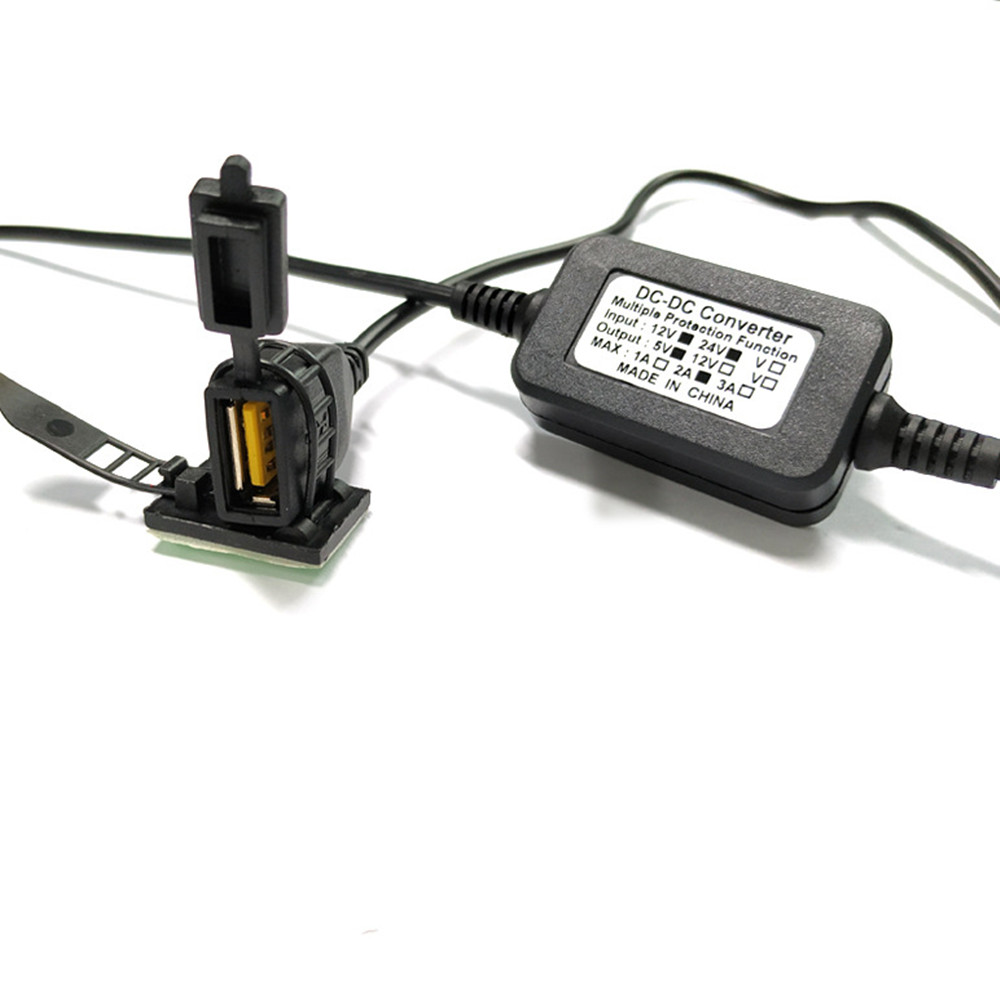 DC-DC Converter
Multiple Protection Function
Input : 12V ■ 24V ■ V □
Output : 5V ■ 12V □ V □
MAX : 1A □ 2A ■ 3A □
MADE IN CHINA